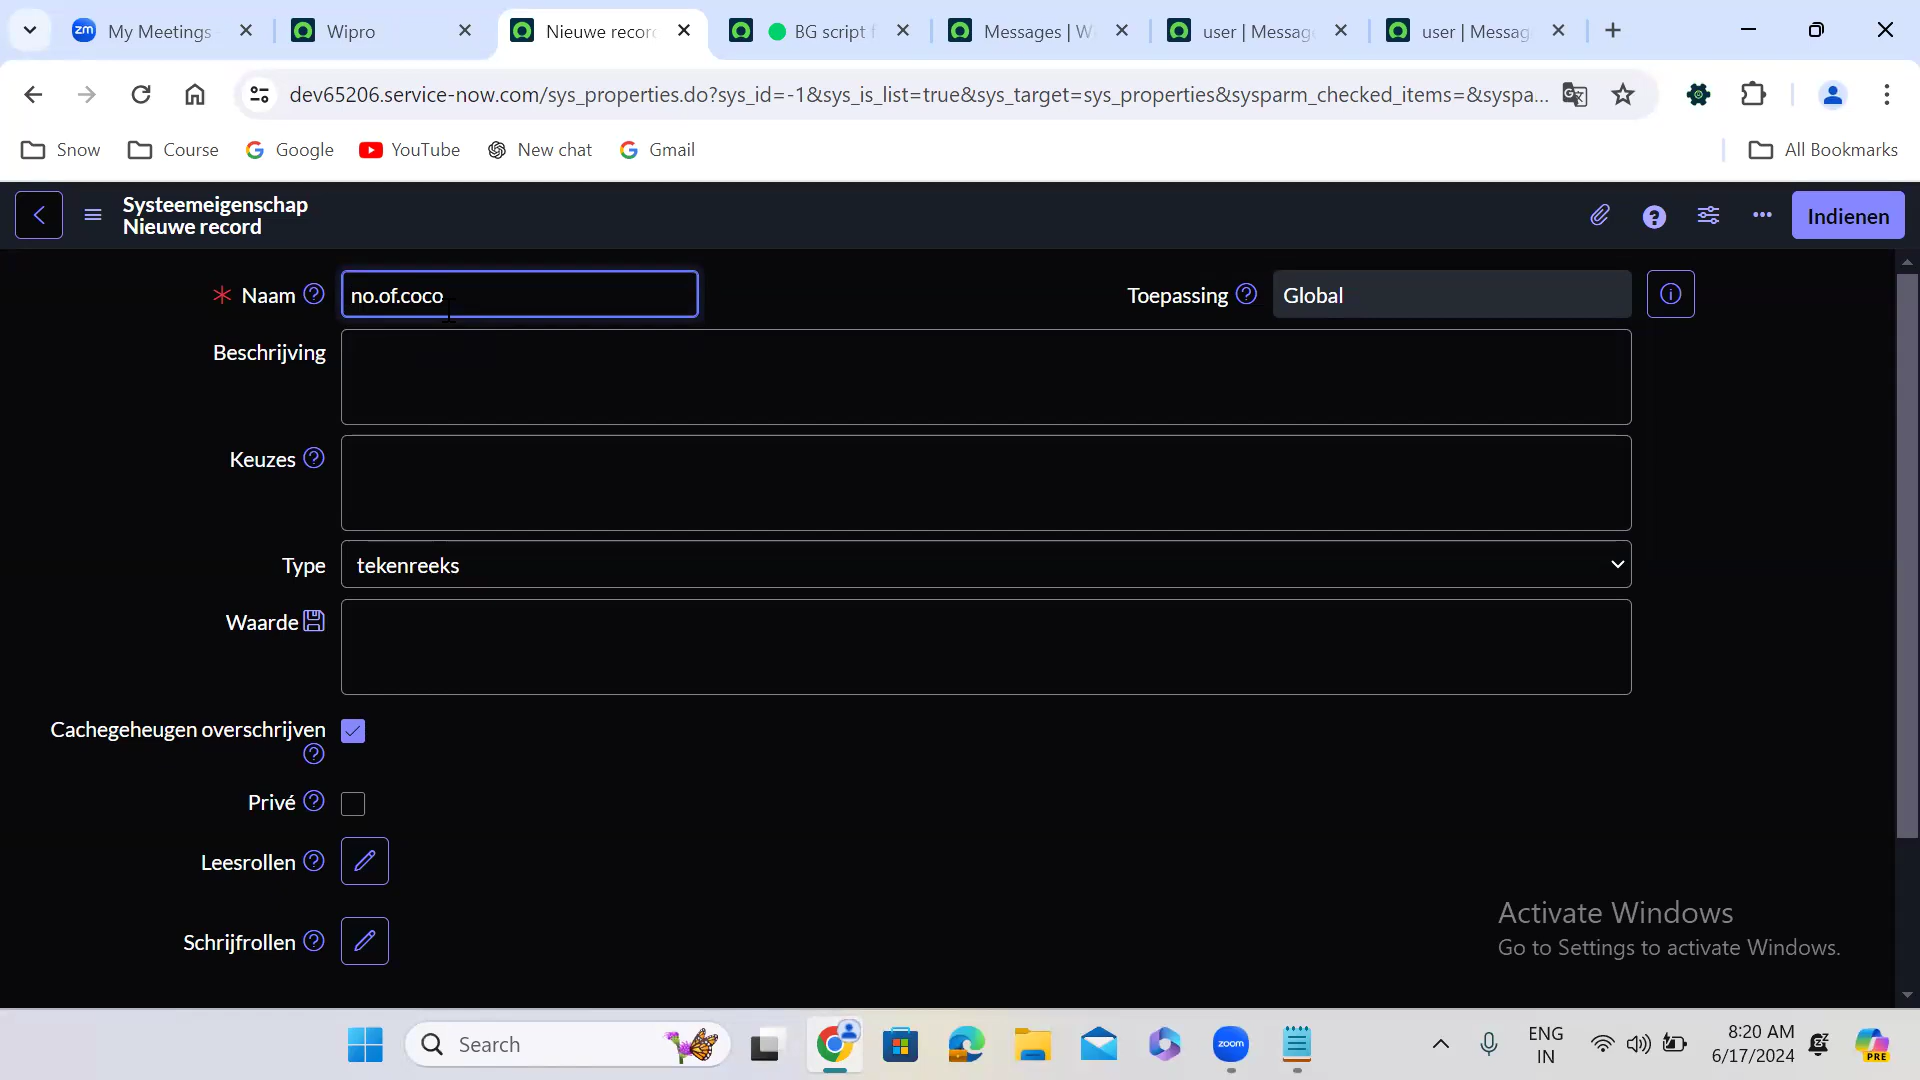 My Meetings
Wipro
Nieuwe recor
BG script f
Messages | W
user | Messag
user | Messag
dev65206.service-now.com/sys_properties.do?sys_id=-1&sys_is_list=true&sys_target=sys_properties&sysparm_checked_items=&syspa...
Snow
Course
Google
YouTube
New chat
Gmail
All Bookmarks
Systeemeigenschap
Nieuwe record
Indienen
Naam
no.of.coco
Toepassing
Global
Beschrijving
Keuzes
Type
tekenreeks
Waarde
Cachegeheugen overschrijven
Privé
Leesrollen
Schrijfrollen
Activate Windows
Go to Settings to activate Windows.
Search
zoom
ENG
IN
8:20 AM
6/17/2024
PRE